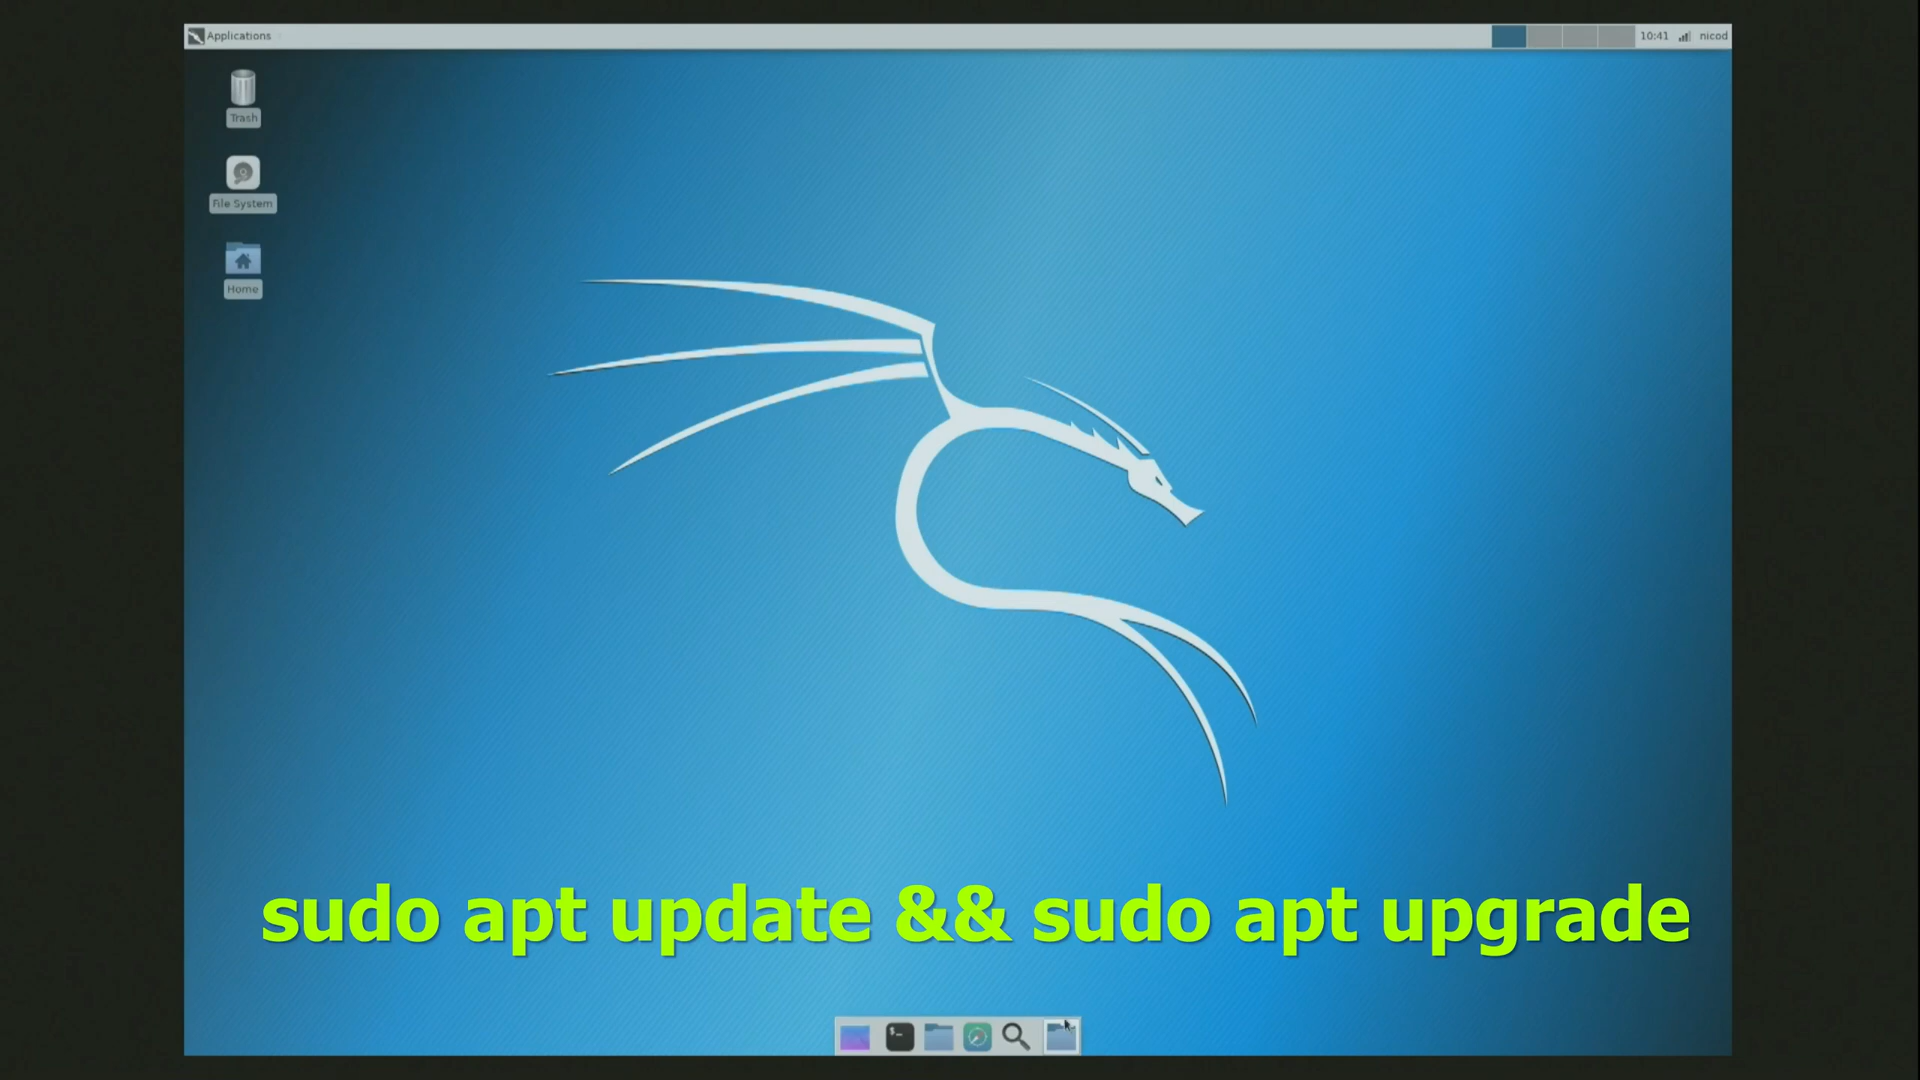 Applications
10:41 nicod
Trash
File System
Home
sudo apt update && sudo apt upgrade
$-